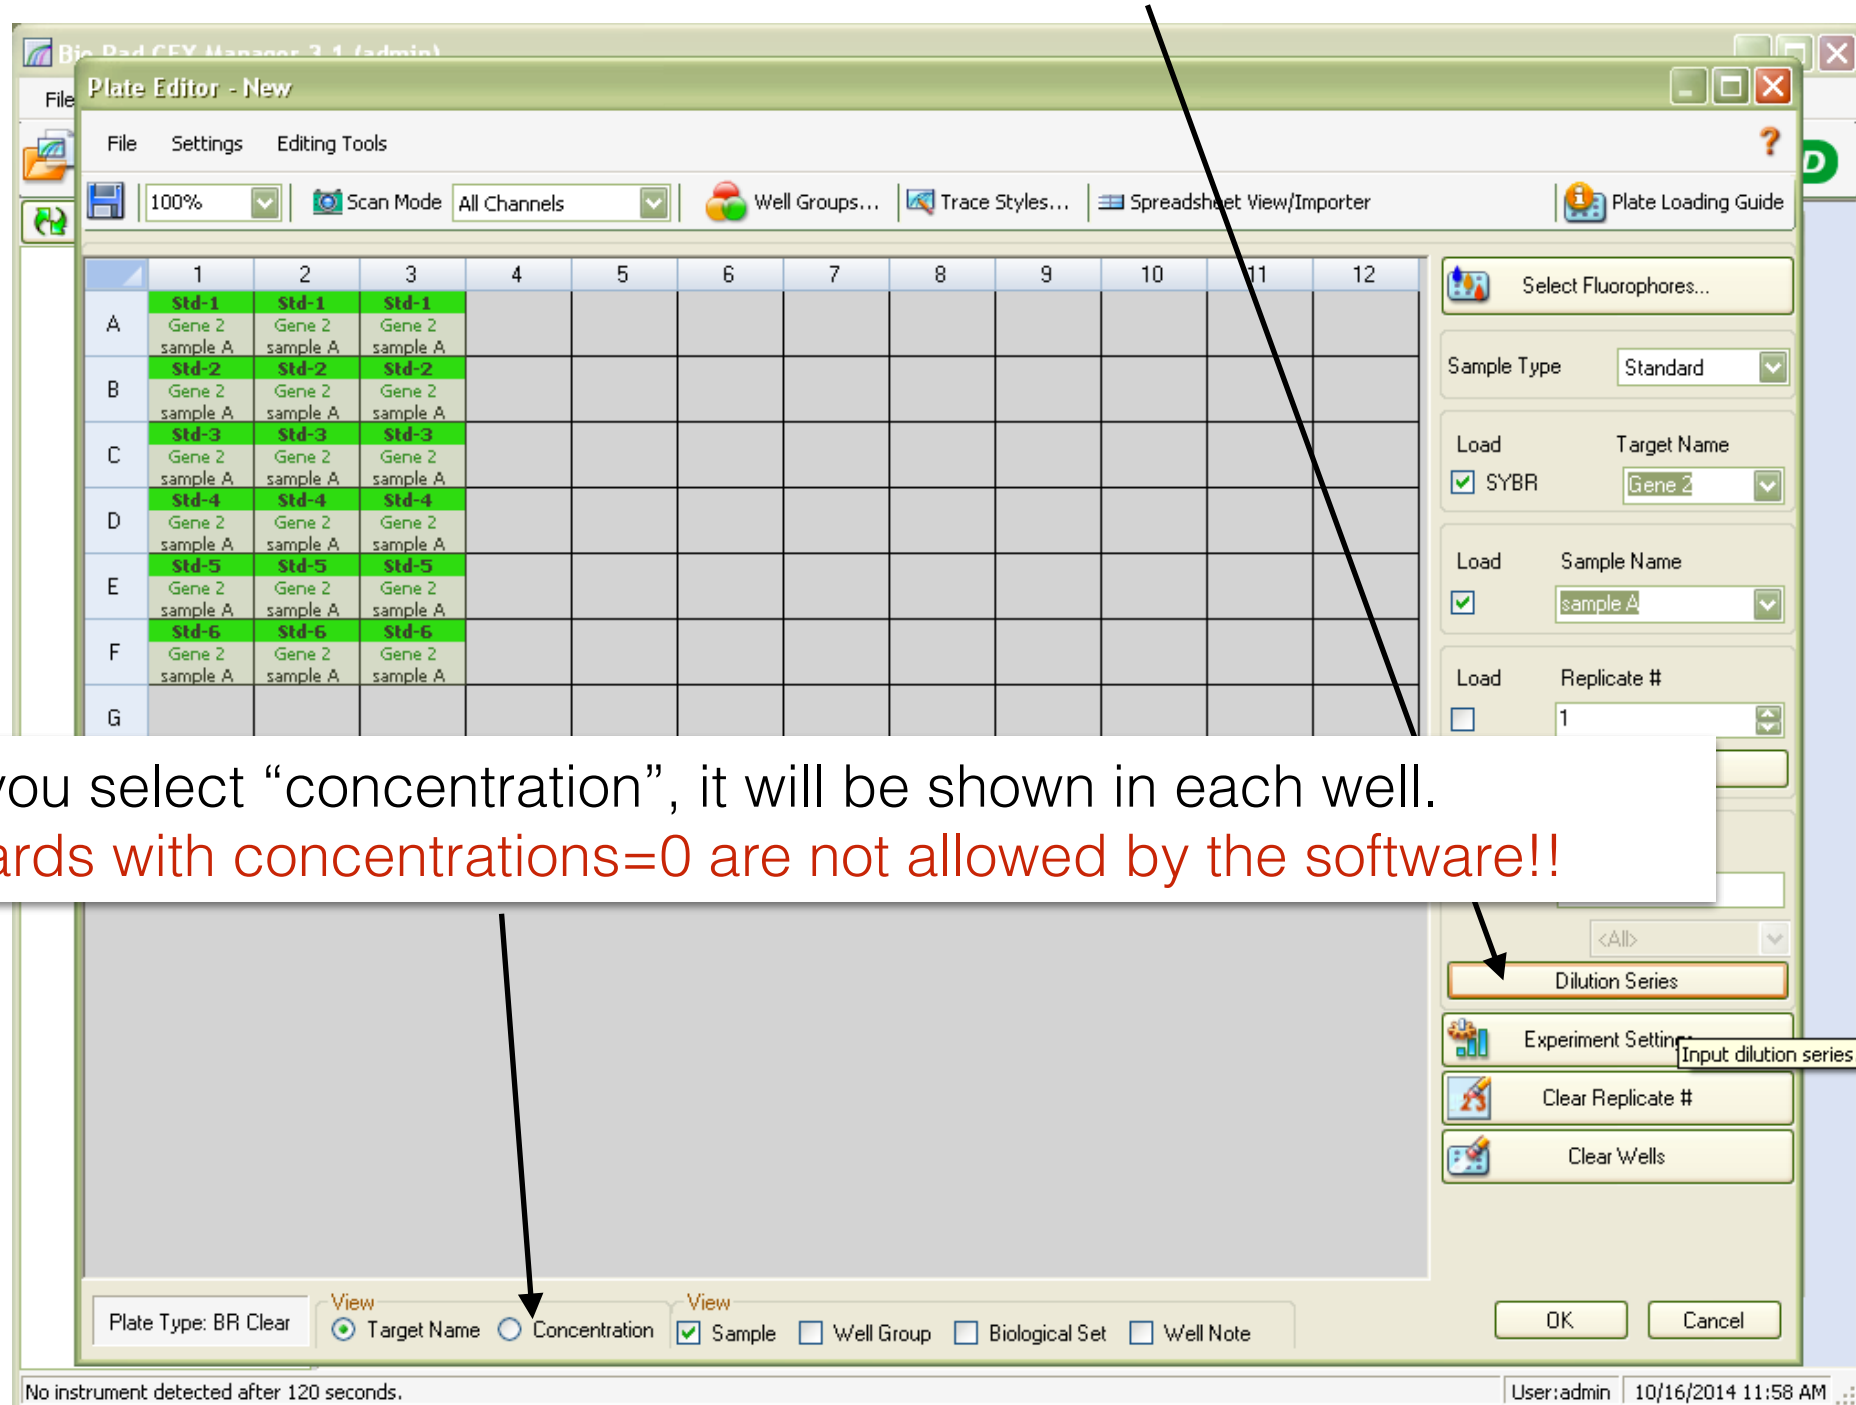 Bio-Rad CFX Manager 3.1 (admin)
Plate Editor - New
File
File Settings Editing Tools ?
100% Scan Mode All Channels Well Groups... Trace Styles... Spreadsheet View/Importer Plate Loading Guide
D
1 2 3 4 5 6 7 8 9 10 11 12
Std-1 Std-1 Std-1
A Gene 2 Gene 2 Gene 2
sample A sample A sample A
Std-2 Std-2 Std-2
B Gene 2 Gene 2 Gene 2
sample A sample A sample A
Std-3 Std-3 Std-3
C Gene 2 Gene 2 Gene 2
sample A sample A sample A
Std-4 Std-4 Std-4
D Gene 2 Gene 2 Gene 2
sample A sample A sample A
Std-5 Std-5 Std-5
E Gene 2 Gene 2 Gene 2
sample A sample A sample A
Std-6 Std-6 Std-6
F Gene 2 Gene 2 Gene 2
sample A sample A sample A
G
Select Fluorophores...
Sample Type Standard
Load Target Name
SYBR Gene 2
Load Sample Name
sample A
Load Replicate #
1
you select “concentration”, it will be shown in each well.
ards with concentrations=0 are not allowed by the software!!
<All>
Dilution Series
Experiment Settings
Input dilution series
Clear Replicate #
Clear Wells
Plate Type: BR Clear
View
Target Name Concentration
View
Sample Well Group Biological Set Well Note
OK Cancel
No instrument detected after 120 seconds.
User:admin 10/16/2014 11:58 AM